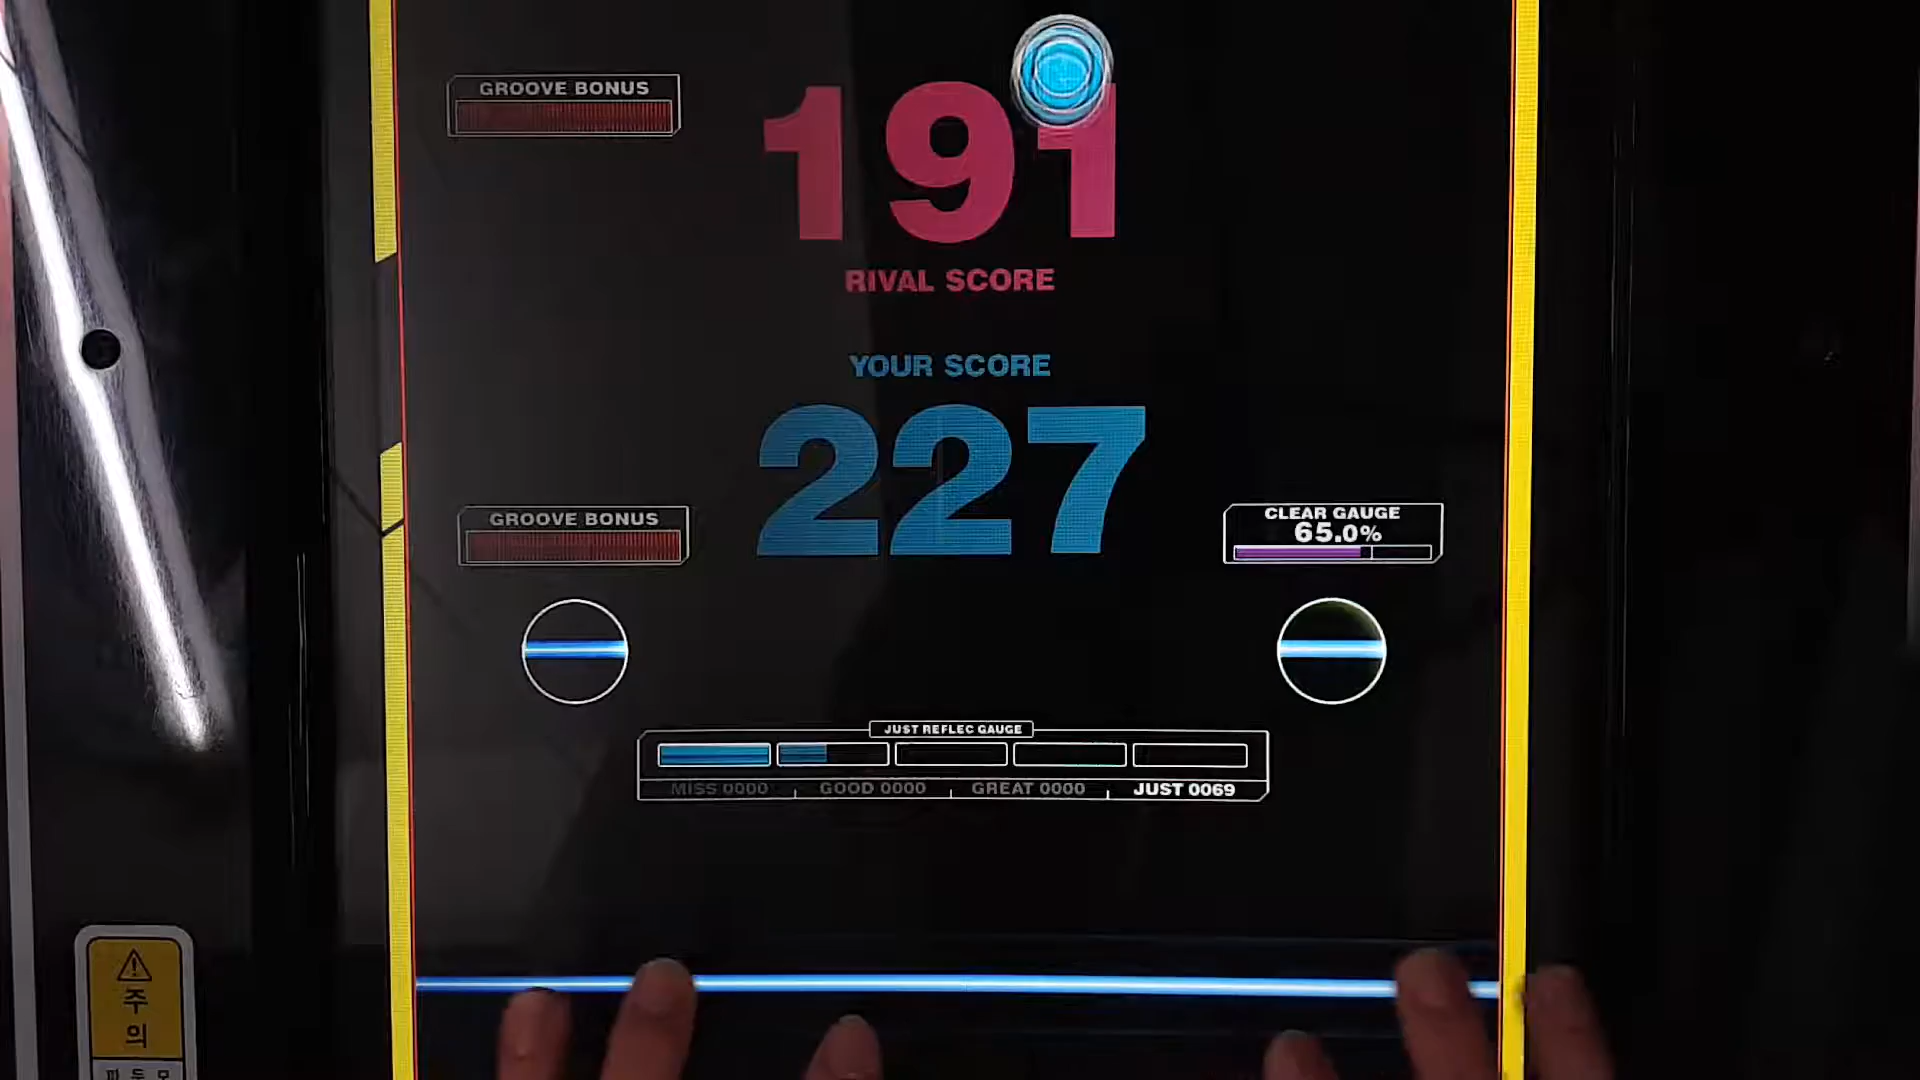 GROOVE BONUS
191
RIVAL SCORE
YOUR SCORE
227
GROOVE BONUS
CLEAR GAUGE
65.0%
JUST REFLEC GAUGE
MISS 0000 GOOD 0000 GREAT 0000 JUST 0069
주
의